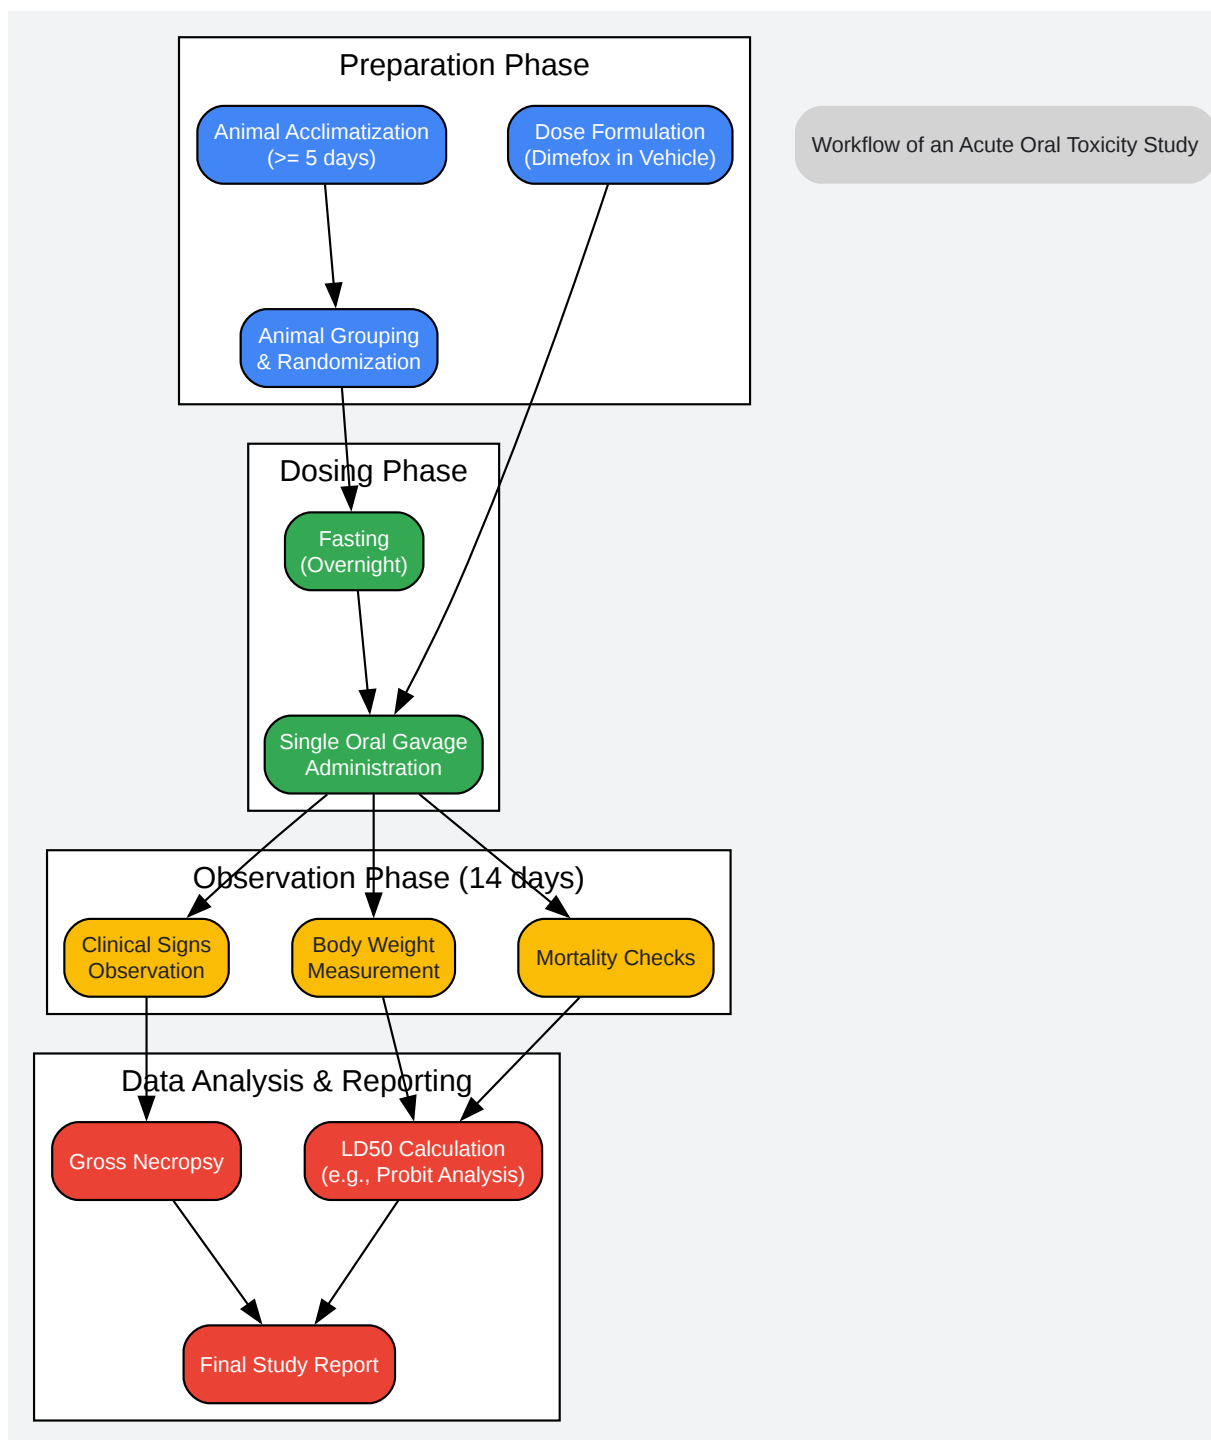 Preparation Phase
Animal Acclimatization
(>= 5 days)
Dose Formulation
(Dimefox in Vehicle)
Workflow of an Acute Oral Toxicity Study
Animal Grouping
& Randomization
Dosing Phase
Fasting
(Overnight)
Single Oral Gavage
Administration
Observation Phase (14 days)
Clinical Signs
Observation
Body Weight
Measurement
Mortality Checks
Data Analysis & Reporting
Gross Necropsy
LD50 Calculation
(e.g., Probit Analysis)
Final Study Report